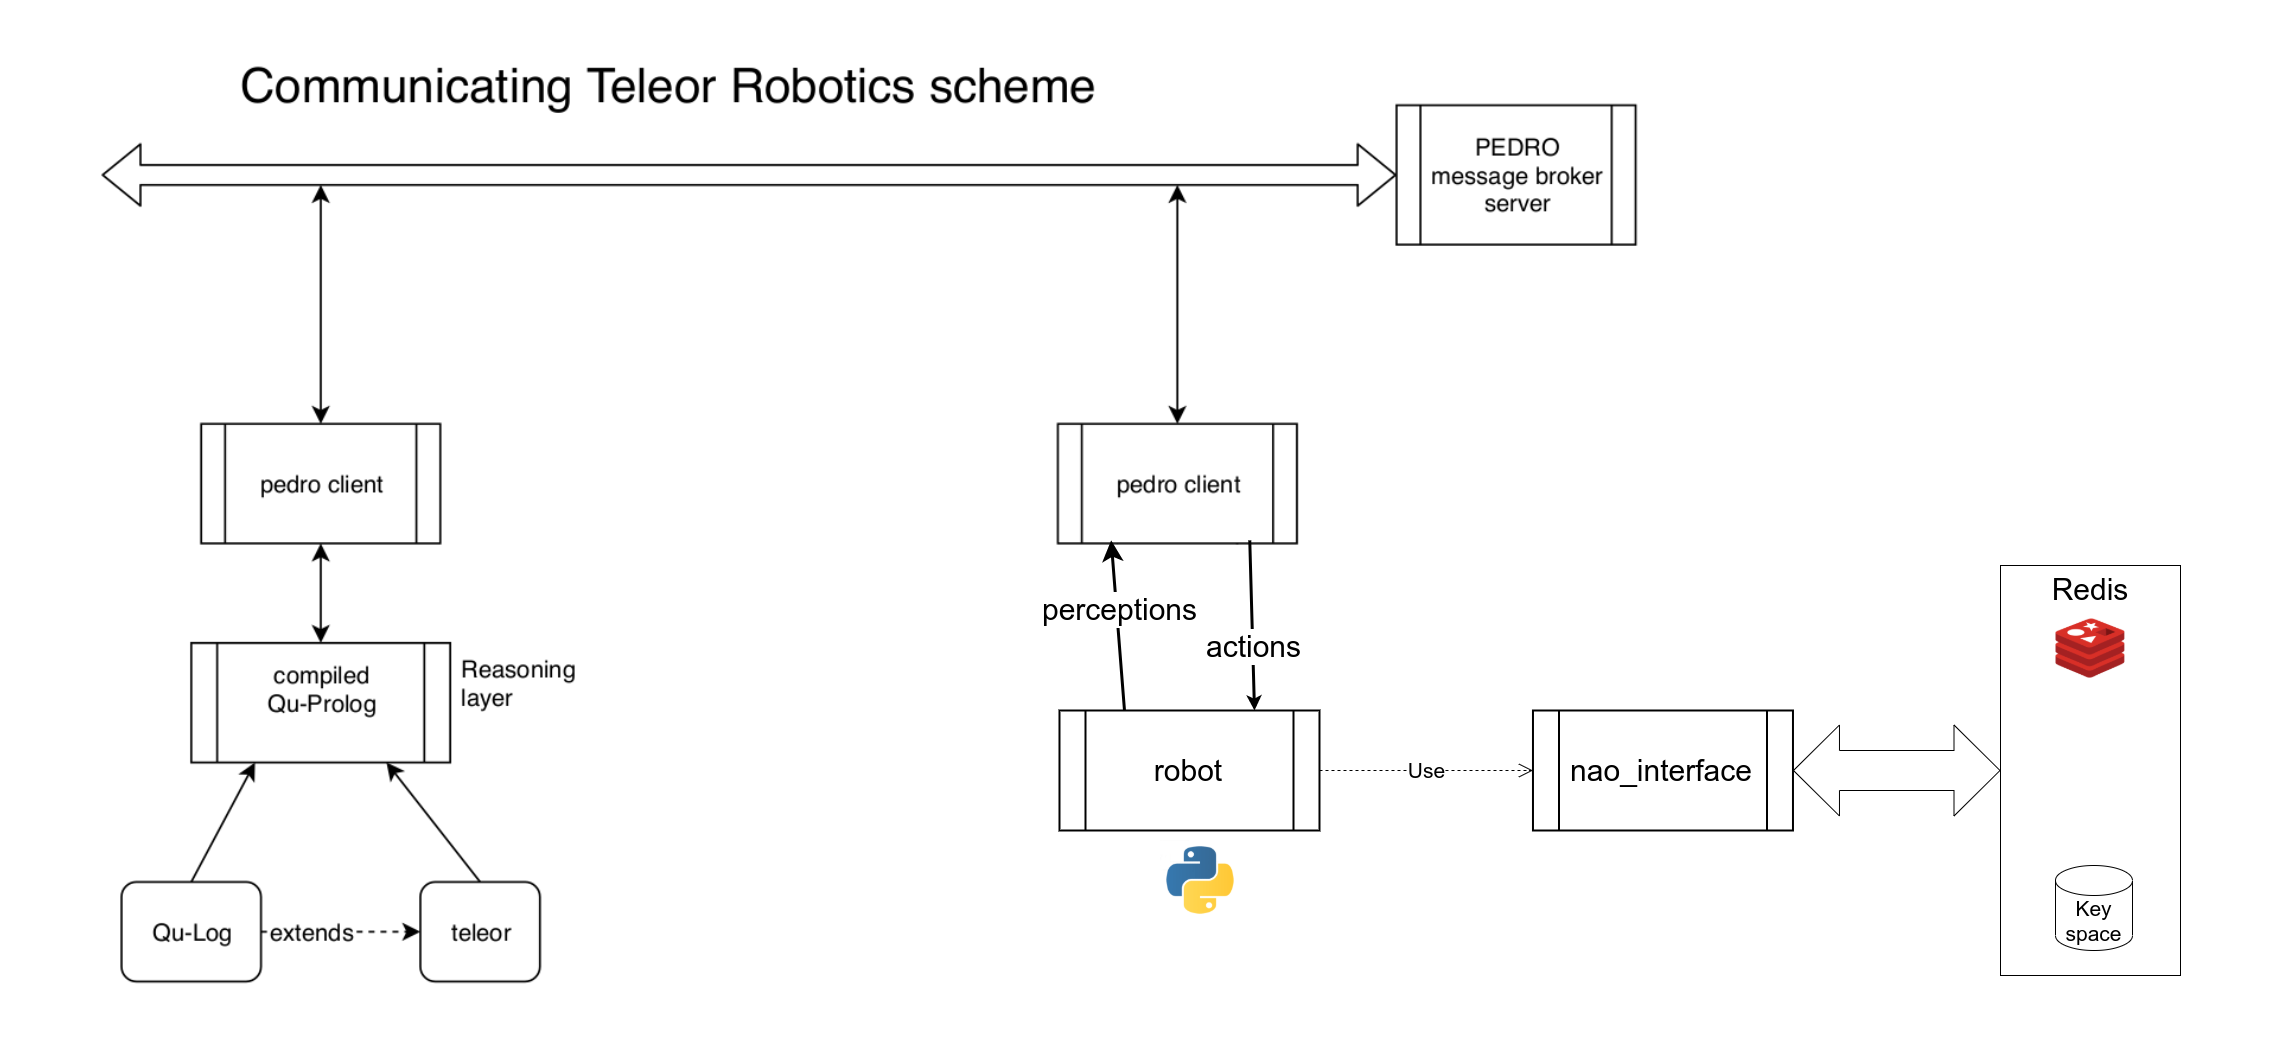 Communicating Teleor Robotics scheme
PEDRO
message broker
server
pedro client
pedro client
perceptions
actions
compiled
Qu-Prolog
Reasoning
layer
robot
Use
nao_interface
Redis
Key
space
Qu-Log
extends
teleor